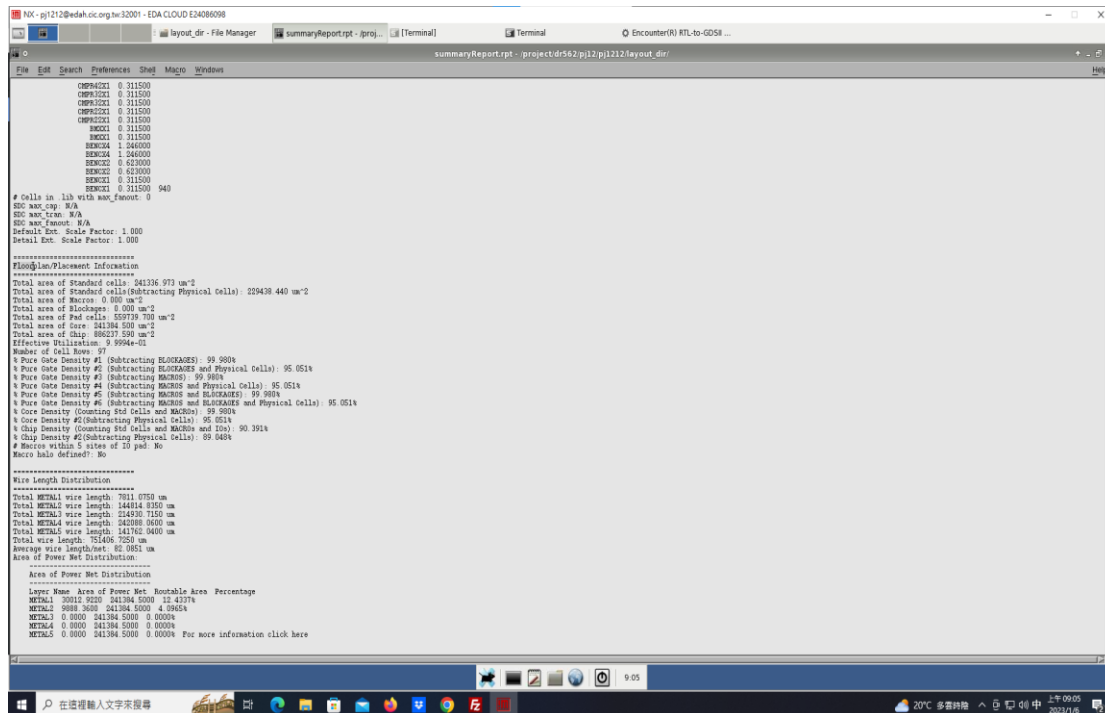 NX - pj1212@edah.cic.org.tw:32001 - EDA CLOUD E24086098
layout_dir - File Manager
summaryReport.rpt - /proj...
[Terminal]
Terminal
Encounter(R) RTL-to-GDSII ...
summaryReport.rpt - /project/dr562/pj12/pj1212/layout_dir/
File Edit Search Preferences Shell Macro Windows
Help
CMPR42X1 0.311500
CMPR32X1 0.311500
CMPR32X1 0.311500
CMPR22X1 0.311500
CMPR22X1 0.311500
BMXX1 0.311500
BMXX1 0.311500
BENCX4 1.246000
BENCX4 1.246000
BENCX2 0.623000
BENCX2 0.623000
BENCX1 0.311500
BENCX1 0.311500 940
# Cells in .lib with max_fanout: 0
SDC max_cap: N/A
SDC max_tran: N/A
SDC max_fanout: N/A
Default Ext. Scale Factor: 1.000
Detail Ext. Scale Factor: 1.000
==============================
Floorplan/Placement Information
==============================
Total area of Standard cells: 241336.973 um^2
Total area of Standard cells(Subtracting Physical Cells): 229438.440 um^2
Total area of Macros: 0.000 um^2
Total area of Blockages: 0.000 um^2
Total area of Pad cells: 559739.700 um^2
Total area of Core: 241384.500 um^2
Total area of Chip: 886237.590 um^2
Effective Utilization: 9.9994e-01
Number of Cell Rows: 97
% Pure Gate Density #1 (Subtracting BLOCKAGES): 99.980%
% Pure Gate Density #2 (Subtracting BLOCKAGES and Physical Cells): 95.051%
% Pure Gate Density #3 (Subtracting MACROS): 99.980%
% Pure Gate Density #4 (Subtracting MACROS and Physical Cells): 95.051%
% Pure Gate Density #5 (Subtracting MACROS and BLOCKAGES): 99.980%
% Pure Gate Density #6 (Subtracting MACROS and BLOCKAGES and Physical Cells): 95.051%
% Core Density (Counting Std Cells and MACROs): 99.980%
% Core Density #2(Subtracting Physical Cells): 95.051%
% Chip Density (Counting Std Cells and MACROs and IOs): 90.391%
% Chip Density #2(Subtracting Physical Cells): 89.048%
# Macros within 5 sites of IO pad: No
Macro halo defined?: No
==============================
Wire Length Distribution
==============================
Total METAL1 wire length: 7811.0750 um
Total METAL2 wire length: 144814.8350 um
Total METAL3 wire length: 214930.7150 um
Total METAL4 wire length: 242088.0600 um
Total METAL5 wire length: 141762.0400 um
Total wire length: 751406.7250 um
Average wire length/net: 82.0851 um
Area of Power Net Distribution:
------------------------------
Area of Power Net Distribution
------------------------------
Layer Name Area of Power Net Routable Area Percentage
METAL1 30012.9220 241384.5000 12.4337%
METAL2 9888.3600 241384.5000 4.0965%
METAL3 0.0000 241384.5000 0.0000%
METAL4 0.0000 241384.5000 0.0000%
METAL5 0.0000 241384.5000 0.0000% For more information click here
9:05
在這裡輸入文字來搜尋
20°C 多雲時陰
中
上午 09:05
2023/1/6